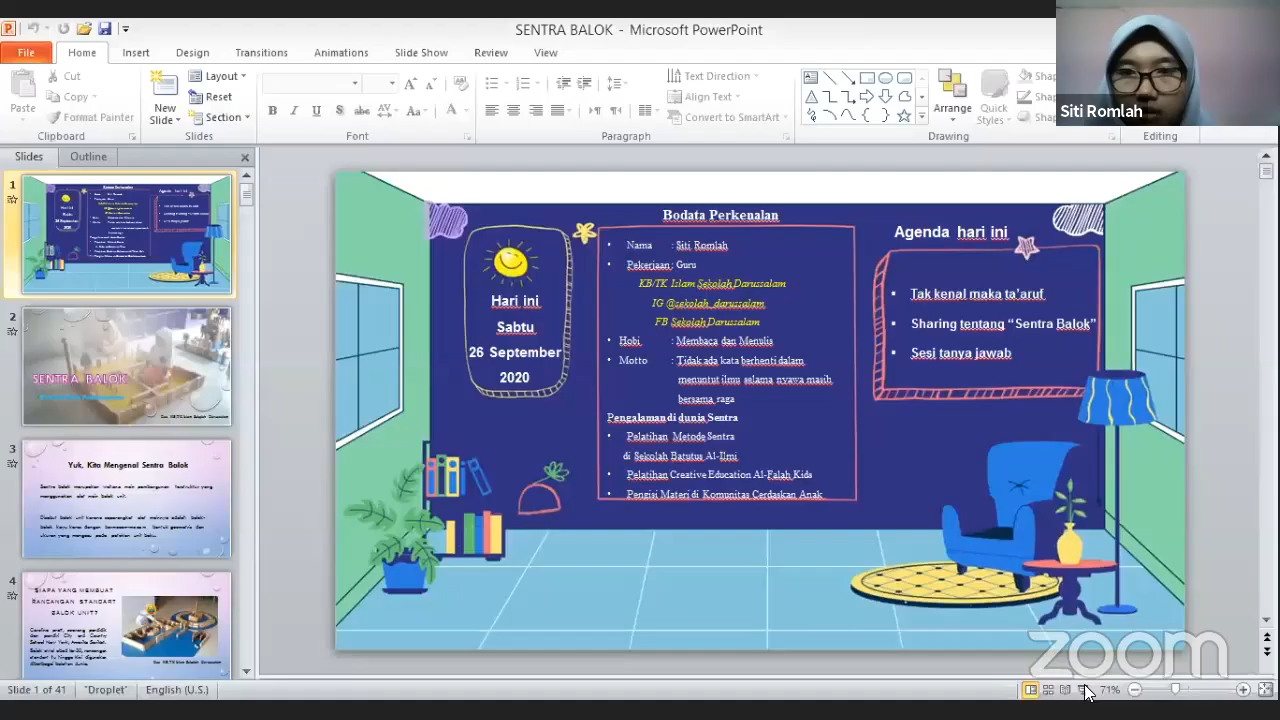 SENTRA BALOK - Microsoft PowerPoint
File Home Insert Design Transitions Animations Slide Show Review View
Paste
Cut
Copy
Format Painter
Clipboard
New Slide
Layout
Reset
Section
Slides
Font
Text Direction
Align Text
Convert to SmartArt
Paragraph
Arrange
Quick Styles
Drawing
Editing
Siti Romlah
Slides Outline
1
2
SENTRA BALOK
3
Yuk, Kita Mengenal Sentra Balok
4
SIAPA YANG MEMBUAT
RANCANGAN STANDART
BALOK UNIT?
Hari ini
Sabtu
26 September
2020
Bodata Perkenalan
• Nama : Siti Romlah
• Pekerjaan : Guru
KB/TK Islam Sekolah Darussalam
IG @sekolah_darussalam
FB Sekolah Darussalam
• Hobi : Membaca dan Menulis
• Motto : Tidak ada kata berhenti dalam
menuntut ilmu selama nyawa masih
bersama raga
Pengalaman di dunia Sentra
• Pelatihan Metode Sentra
di Sekolah Batutus Al-Ilmi
• Pelatihan Creative Education Al-Falah Kids
• Pengisi Materi di Komunitas Cerdaskan Anak
Agenda hari ini
• Tak kenal maka ta'aruf
• Sharing tentang “Sentra Balok”
• Sesi tanya jawab
zoom
Slide 1 of 41 "Droplet" English (U.S.) 71%